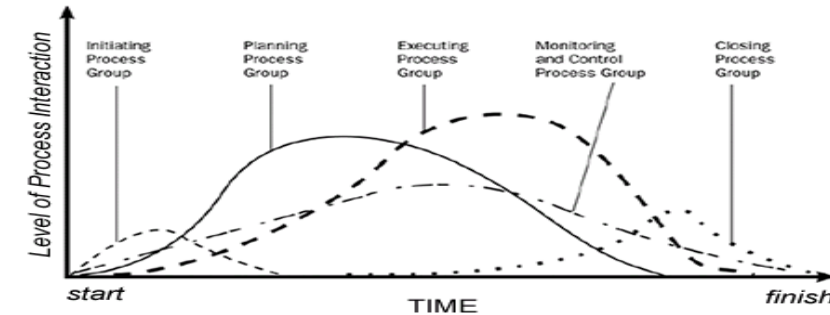 Level of Process Interaction
Initiating
Process
Group
Planning
Process
Group
Executing
Process
Group
Monitoring
and Control
Process Group
Closing
Process
Group
start
TIME
finish